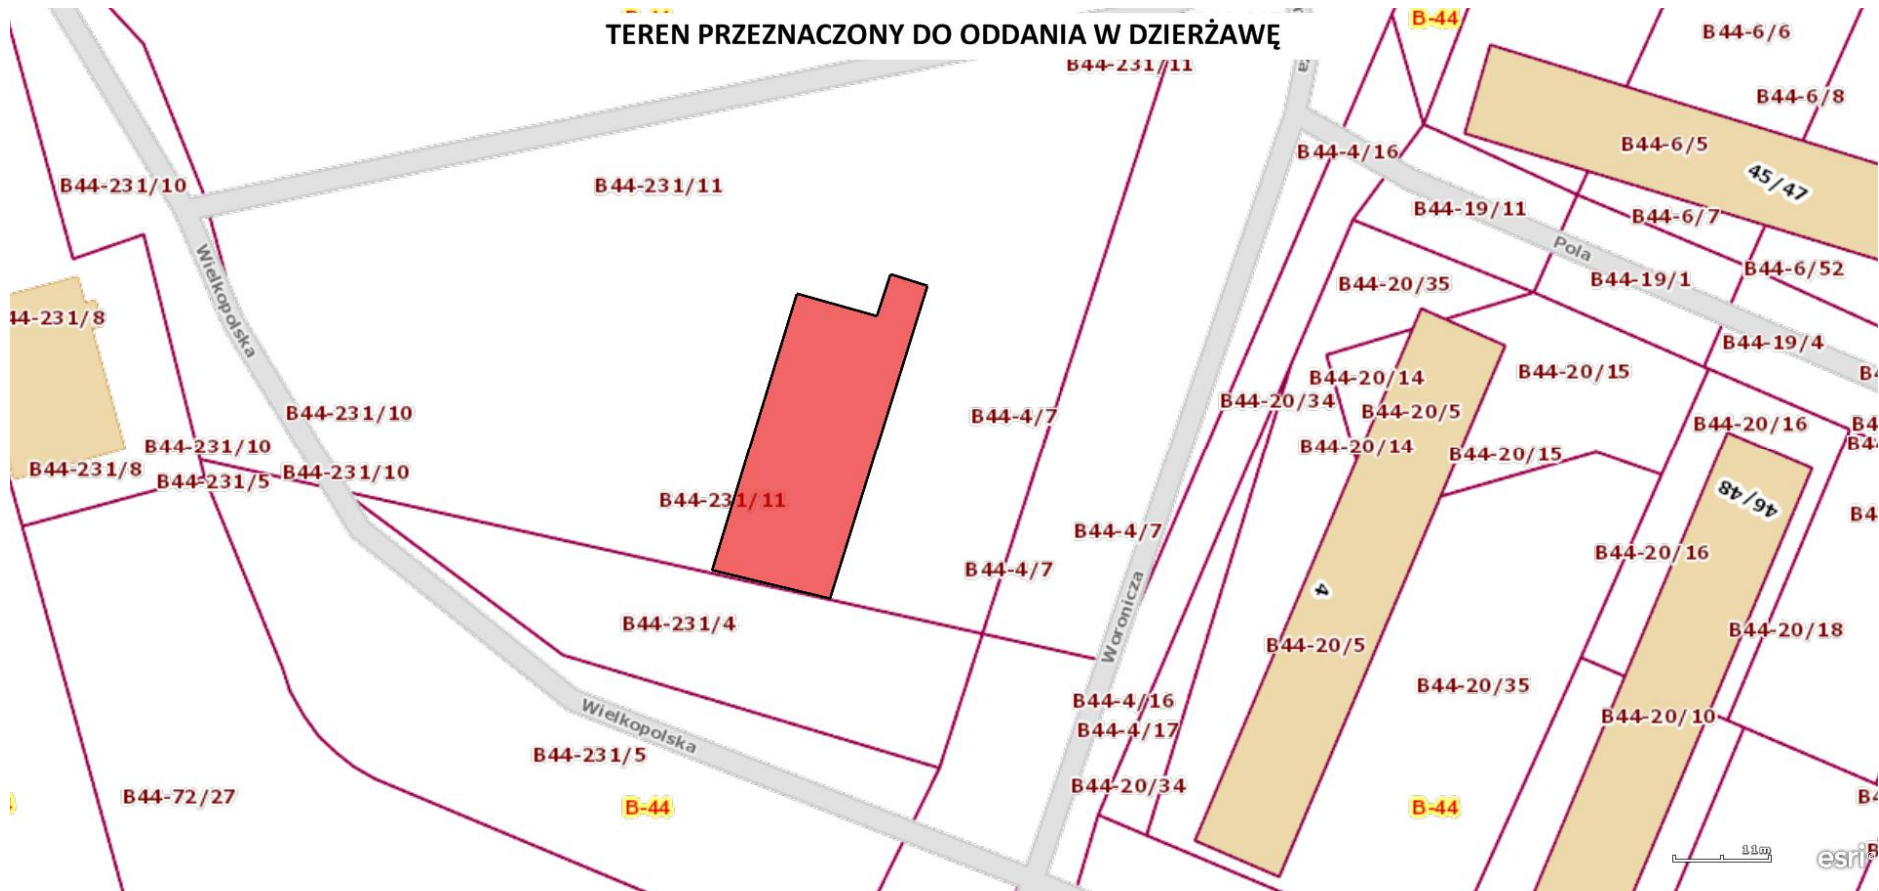 B-44
TEREN PRZEZNACZONY DO ODDANIA W DZIERŻAWĘ
B44-6/6
B44-231/11
B44-6/8
B44-4/16
B44-6/5
45/47
B44-231/10
B44-231/11
B44-19/11
B44-6/7
Pola
B44-6/52
B44-19/1
B44-20/35
Wielkopolska
44-231/8
B44-19/4
B44-20/14
B44-20/15
B44-20/34
B44-20/5
B44-231/10
B44-4/7
B44-20/16
B44-231/10
B44-20/14
B44-20/15
B44-231/8
B44-231/5
B44-231/10
B44-231/11
46/48
B44-4/7
B44-20/16
B44-4/7
4
Woronicza
B44-231/4
B44-20/5
B44-20/18
B44-20/35
B44-4/16
B44-4/17
B44-20/10
Wielkopolska
B44-231/5
B44-20/34
B44-72/27
B-44
B-44
11m
esri